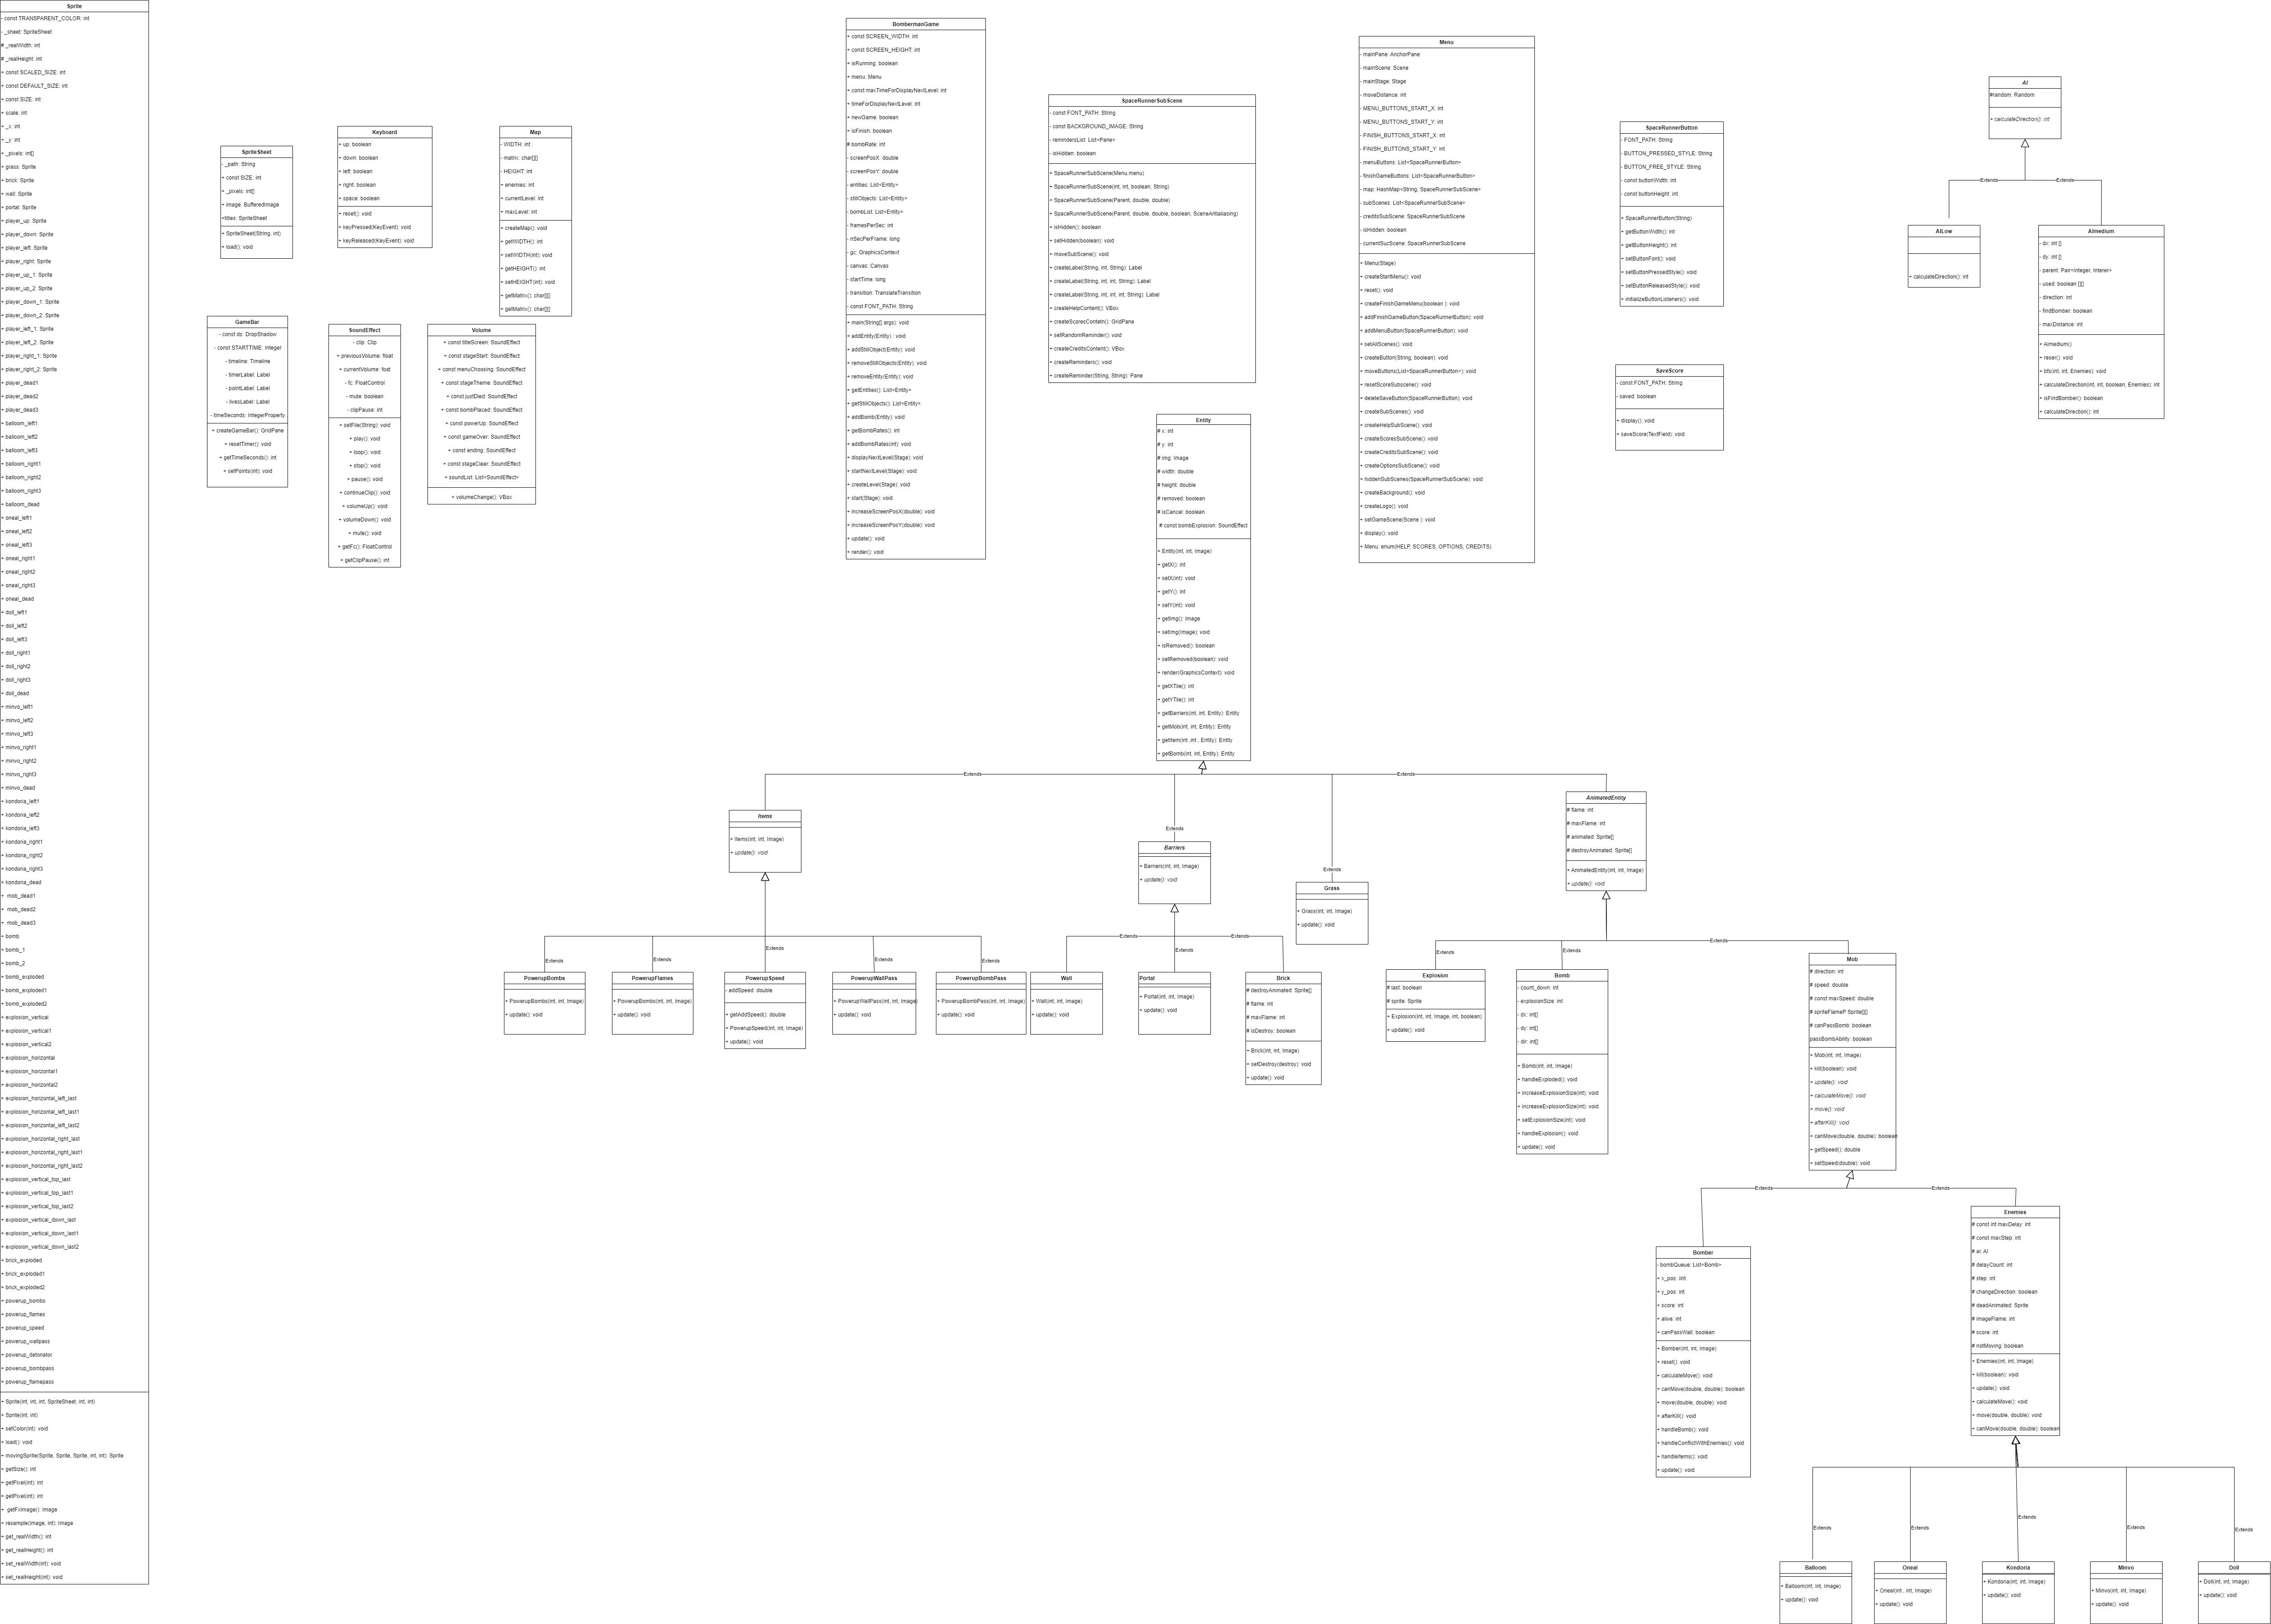 Sprite
- const TRANSPARENT_COLOR: int
- _sheet: SpriteSheet
# _realWidth: int
# _realHeight: int
+ const SCALED_SIZE: int
+ const DEFAULT_SIZE: int
+ const SIZE: int
+ scale: int
+ _x: int
+ _y: int
+ _pixels: int[]
+ grass: Sprite
+ brick: Sprite
+ wall: Sprite
+ portal: Sprite
+ player_up: Sprite
+ player_down: Sprite
+ player_left: Sprite
+ player_right: Sprite
+ player_up_1: Sprite
+ player_up_2: Sprite
+ player_down_1: Sprite
+ player_down_2: Sprite
+ player_left_1: Sprite
+ player_left_2: Sprite
+ player_right_1: Sprite
+ player_right_2: Sprite
+ player_dead1
+ player_dead2
+ player_dead3
+ balloom_left1
+ balloom_left2
+ balloom_left3
+ balloom_right1
+ balloom_right2
+ balloom_right3
+ balloom_dead
+ oneal_left1
+ oneal_left2
+ oneal_left3
+ oneal_right1
+ oneal_right2
+ oneal_right3
+ oneal_dead
+ doll_left1
+ doll_left2
+ doll_left3
+ doll_right1
+ doll_right2
+ doll_right3
+ doll_dead
+ minvo_left1
+ minvo_left2
+ minvo_left3
+ minvo_right1
+ minvo_right2
+ minvo_right3
+ minvo_dead
+ kondoria_left1
+ kondoria_left2
+ kondoria_left3
+ kondoria_right1
+ kondoria_right2
+ kondoria_right3
+ kondoria_dead
+ mob_dead1
+ mob_dead2
+ mob_dead3
+ bomb
+ bomb_1
+ bomb_2
+ bomb_exploded
+ bomb_exploded1
+ bomb_exploded2
+ explosion_vertical
+ explosion_vertical1
+ explosion_vertical2
+ explosion_horizontal
+ explosion_horizontal1
+ explosion_horizontal2
+ explosion_horizontal_left_last
+ explosion_horizontal_left_last1
+ explosion_horizontal_left_last2
+ explosion_horizontal_right_last
+ explosion_horizontal_right_last1
+ explosion_horizontal_right_last2
+ explosion_vertical_top_last
+ explosion_vertical_top_last1
+ explosion_vertical_top_last2
+ explosion_vertical_down_last
+ explosion_vertical_down_last1
+ explosion_vertical_down_last2
+ brick_exploded
+ brick_exploded1
+ brick_exploded2
+ powerup_bombs
+ powerup_flames
+ powerup_speed
+ powerup_wallpass
+ powerup_detonator
+ powerup_bombpass
+ powerup_flamepass
+ Sprite(int, int, int, SpriteSheet, int, int)
+ Sprite(int, int)
+ setColor(int): void
+ load(): void
+ movingSprite(Sprite, Sprite, Sprite, int, int): Sprite
+ getSize(): int
+ getPixel(int): int
+ getPixel(int): int
+ getFxImage(): Image
+ resample(Image, int): Image
+ get_realWidth(): int
+ get_realHeight(): int
+ set_realWidth(int): void
+ set_realHeight(int): void
SpriteSheet
- _path: String
+ const SIZE: int
+ _pixels: int[]
+ image: BufferedImage
+titles: SpriteSheet
+ SpriteSheet(String, int)
+ load(): void
Keyboard
+ up: boolean
+ down: boolean
+ left: boolean
+ right: boolean
+ space: boolean
+ reset(): void
+ keyPressed(KeyEvent): void
+ keyReleased(KeyEvent): void
Map
- WIDTH: int
- matrix: char[][]
- HEIGHT: int
+ enemies: int
+ currentLevel: int
+ maxLevel: int
+ createMap(): void
+ getWIDTH(): int
+ setWIDTH(int): void
+ getHEIGHT(): int
+ setHEIGHT(int): void
+ getMatrix(): char[][]
+ getMatrix(): char[][]
GameBar
- const ds: DropShadow
- const STARTTIME: Integer
- timeline: Timeline
- timerLabel: Label
- pointLabel: Label
- livesLabel: Label
- timeSeconds: IntegerProperty
+ createGameBar(): GridPane
+ resetTimer(): void
+ getTimeSeconds(): int
+ setPoints(int): void
SoundEffect
- clip: Clip
+ previousVolume: float
+ currentVolume: float
- fc: FloatControl
- mute: boolean
- clipPause: int
+ setFile(String): void
+ play(): void
+ loop(): void
+ stop(): void
+ pause(): void
+ continueClip(): void
+ volumeUp(): void
+ volumeDown(): void
+ mute(): void
+ getFc(): FloatControl
+ getClipPause(): int
Volume
+ const titleScreen: SoundEffect
+ const stageStart: SoundEffect
+ const menuChoosing: SoundEffect
+ const stageTheme: SoundEffect
+ const justDied: SoundEffect
+ const bombPlaced: SoundEffect
+ const powerUp: SoundEffect
+ const gameOver: SoundEffect
+ const ending: SoundEffect
+ const stageClear: SoundEffect
+ soundList: List<SoundEffect>
+ volumeChange(): VBox
BombermanGame
+ const SCREEN_WIDTH: int
+ const SCREEN_HEIGHT: int
+ isRunning: boolean
+ menu: Menu
+ const maxTimeForDisplayNextLevel: int
+ timeForDisplayNextLevel: int
+ newGame: boolean
+ isFinish: boolean
# bombRate: int
- screenPosX: double
- screenPosY: double
- entities: List<Entity>
- stillObjects: List<Entity>
- bombList: List<Entity>
- framesPerSec: int
- nSecPerFrame: long
- gc: GraphicsContext
- canvas: Canvas
- startTime: long
- transition: TranslateTransition
- const FONT_PATH: String
+ main(String[] args): void
+ addEntity(Entity) : void
+ addStillObject(Entity): void
+ removeStillObjects(Entity): void
+ removeEntity(Entity): void
+ getEntities(): List<Entity>
+ getStillObjects(): List<Entity>
+ addBomb(Entity): void
+ getBombRates(): int
+ addBombRates(int): void
+ displayNextLevel(Stage): void
+ startNextLevel(Stage): void
+ createLevel(Stage): void
+ start(Stage): void
+ increaseScreenPosX(double): void
+ increaseScreenPosY(double): void
+ update(): void
+ render(): void
SpaceRunnerSubScene
- const FONT_PATH: String
- const BACKGROUND_IMAGE: String
- remindersList: List<Pane>
- isHidden: boolean
+ SpaceRunnerSubScene(Menu.menu)
+ SpaceRunnerSubScene(int, int, boolean, String)
+ SpaceRunnerSubScene(Parent, double, double)
+ SpaceRunnerSubScene(Parent, double, double, boolean, SceneAntialiasing)
+ isHidden(): boolean
+ setHidden(boolean): void
+ moveSubScene(): void
+ createLabel(String, int, String): Label
+ createLabel(String, int, int, String): Label
+ createLabel(String, int, int, int, String): Label
+ createHelpContent(): VBox
+ createScoresContetn(): GridPane
+ setRandomReminder(): void
+ createCreditsContent(): VBox
+ createReminders(): void
+ createReminder(String, String): Pane
Menu
- mainPane: AnchorPane
- mainScene: Scene
- mainStage: Stage
- moveDistance: int
- MENU_BUTTONS_START_X: int
- MENU_BUTTONS_START_Y: int
- FINISH_BUTTONS_START_X: int
- FINISH_BUTTONS_START_Y: int
- menuButtons: List<SpaceRunnerButton>
- finishGameButtons: List<SpaceRunnerButton>
- map: HashMap<String, SpaceRunnerSubScene>
- subScenes: List<SpaceRunnerSubScene>
- creditsSubScene: SpaceRunnerSubScene
- isHidden: boolean
- currentSucScene: SpaceRunnerSubScene
+ Menu(Stage)
+ createStartMenu(): void
+ reset(): void
+ createFinishGameMenu(boolean ): void
+ addFinishGameButton(SpaceRunnerButton): void
+ addMenuButton(SpaceRunnerButton): void
+ setAllScenes(): void
+ createButton(String, boolean): void
+ moveButtons(List<SpaceRunnerButton>): void
+ resetScoreSubscene(): void
+ deleteSaveButton(SpaceRunnerButton): void
+ createSubScenes(): void
+ createHelpSubScene(): void
+ createScoresSubScene(): void
+ createCreditsSubScene(): void
+ createOptionsSubScene(): void
+ hiddenSubScenes(SpaceRunnerSubScene): void
+ createBackground(): void
+ createLogo(): void
+ setGameScene(Scene ): void
+ display(): void
+ Menu: enum(HELP, SCORES, OPTIONS, CREDITS)
SpaceRunnerButton
- FONT_PATH: String
- BUTTON_PRESSED_STYLE: String
- BUTTON_FREE_STYLE: String
- const buttonWidth: int
- const buttonHeight: int
+ SpaceRunnerButton(String)
+ getButtonWidth(): int
+ getButtonHeight(): int
+ setButtonFont(): void
+ setButtonPressedStyle(): void
+ setButtonReleasedStyle(): void
+ initializeButtonListeners(): void
SaveScore
- const FONT_PATH: String
- saved: boolean
+ display(): void
+ saveScore(TextField): void
AI
#random: Random
+ calculateDirection(): int
Extends
Extends
AILow
+ calculateDirection(): int
AImedium
- dx: int []
- dy: int []
- parent: Pair<Integer, Interer>
- used: boolean [][]
- direction: int
- findBomber: boolean
- maxDistance: int
+ AImedium()
+ reser(): void
+ bfs(int, int, Enemies): void
+ calculateDirection(int, int, boolean, Enemies): int
+ isFindBomber(): boolean
+ calculateDirection(): int
Entity
# x: int
# y: int
# img: Image
# width: double
# height: double
# removed: boolean
# isCancel: boolean
# const bombExplosion: SoundEffect
+ Entity(int, int, Image)
+ getX(): int
+ setX(int): void
+ getY(): int
+ setY(int): void
+ getImg(): Image
+ setImg(Image): void
+ isRemoved(): boolean
+ setRemoved(boolean): void
+ render(GraphicsContext): void
+ getXTile(): int
+ getYTile(): int
+ getBarriers(int, int, Entity): Entity
+ getMob(int, int, Entity): Entity
+ getItem(int ,int , Entity): Entity
+ getBomb(int, int, Entity): Entity
Extends
Extends
Extends
Extends
Items
+ Items(int, int, Image)
+ update(): void
Barriers
+ Barriers(int, int, Image)
+ update(): void
Grass
+ Grass(int, int, Image)
+ update(): void
AnimatedEntity
# flame: int
# maxFlame: int
# animated: Sprite[]
# destroyAnimated: Sprite[]
+ AnimatedEntity(int, int, Image)
+ update(): void
Extends
Extends
Extends
Extends
Extends
PowerupBombs
+ PowerupBombs(int, int, Image)
+ update(): void
PowerupFlames
+ PowerupBombs(int, int, Image)
+ update(): void
PowerupSpeed
- addSpeed: double
+ getAddSpeed(): double
+ PowerupSpeed(int, int, Image)
+ update(): void
PowerupWallPass
+ PowerupWallPass(int, int, Image)
+ update(): void
PowerupBombPass
+ PowerupBombPass(int, int, Image)
+ update(): void
Extends
Extends
Extends
Wall
+ Wall(int, int, Image)
+ update(): void
Portal
+ Portal(int, int, Image)
+ update(): void
Brick
# destroyAnimated: Sprite[]
# flame: int
# maxFlame: int
# isDestroy: boolean
+ Brick(int, int, Image)
+ setDestroy(destroy): void
+ update(): void
Extends
Extends
Extends
Explosion
# last: boolean
# sprite: Sprite
+ Explosion(int, int, Image, int, boolean)
+ update(): void
Bomb
- count_down: int
- explosionSize: int
- dx: int[]
- dy: int[]
- dir: int[]
+ Bomb(int, int, Image)
+ handleExploded(): void
+ increaseExplosionSize(int): void
+ increaseExplosionSize(int): void
+ setExplosionSize(int): void
+ handleExplosion(): void
+ update(): void
Mob
# direction: int
# speed: double
# const maxSpeed: double
# spriteFlameP Sprite[][]
# canPassBomb: boolean
passBombAbility: boolean
+ Mob(int, int, Image)
+ kill(boolean): void
+ update(): void
+ calculateMove(): void
+ move(): void
+ afterKill(): void
+ canMove(double, double): boolean
+ getSpeed(): double
+ setSpeed(double): void
Extends
Extends
Bomber
- bombQueue: List<Bomb>
+ x_pos: iint
+ y_pos: int
+ score: int
+ alive: int
+ canPassWall: boolean
+ Bomber(int, int, Image)
+ reset(): void
+ calculateMove(): void
+ canMove(double, double): boolean
+ move(double, double): void
+ afterKill(): void
+ handleBomb(): void
+ handleConflictWithEnemies(): void
+ handleItems(): void
+ update(): void
Enemies
# const int maxDelay: int
# const maxStep: int
# ai: AI
# delayCount: int
# step: int
# changeDirection: boolean
# deadAnimated: Sprite
# imageFlame: int
# score: int
# notMoving: boolean
+ Enemies(int, int, Image)
+ kill(boolean): void
+ update(): void
+ calculateMove(): void
+ move(double, double): void
+ canMove(double, double): boolean
Extends
Extends
Extends
Extends
Extends
Balloom
+ Balloom(int, int, Image)
+ update(): void
Oneal
+ Oneal(int , int, Image)
+ update(): void
Kondoria
+ Kondoria(int, int, Image)
+ update(): void
Minvo
+ Minvo(int, int, Image)
+ update(): void
Doll
+ Doll(int, int, Image)
+ update(): void